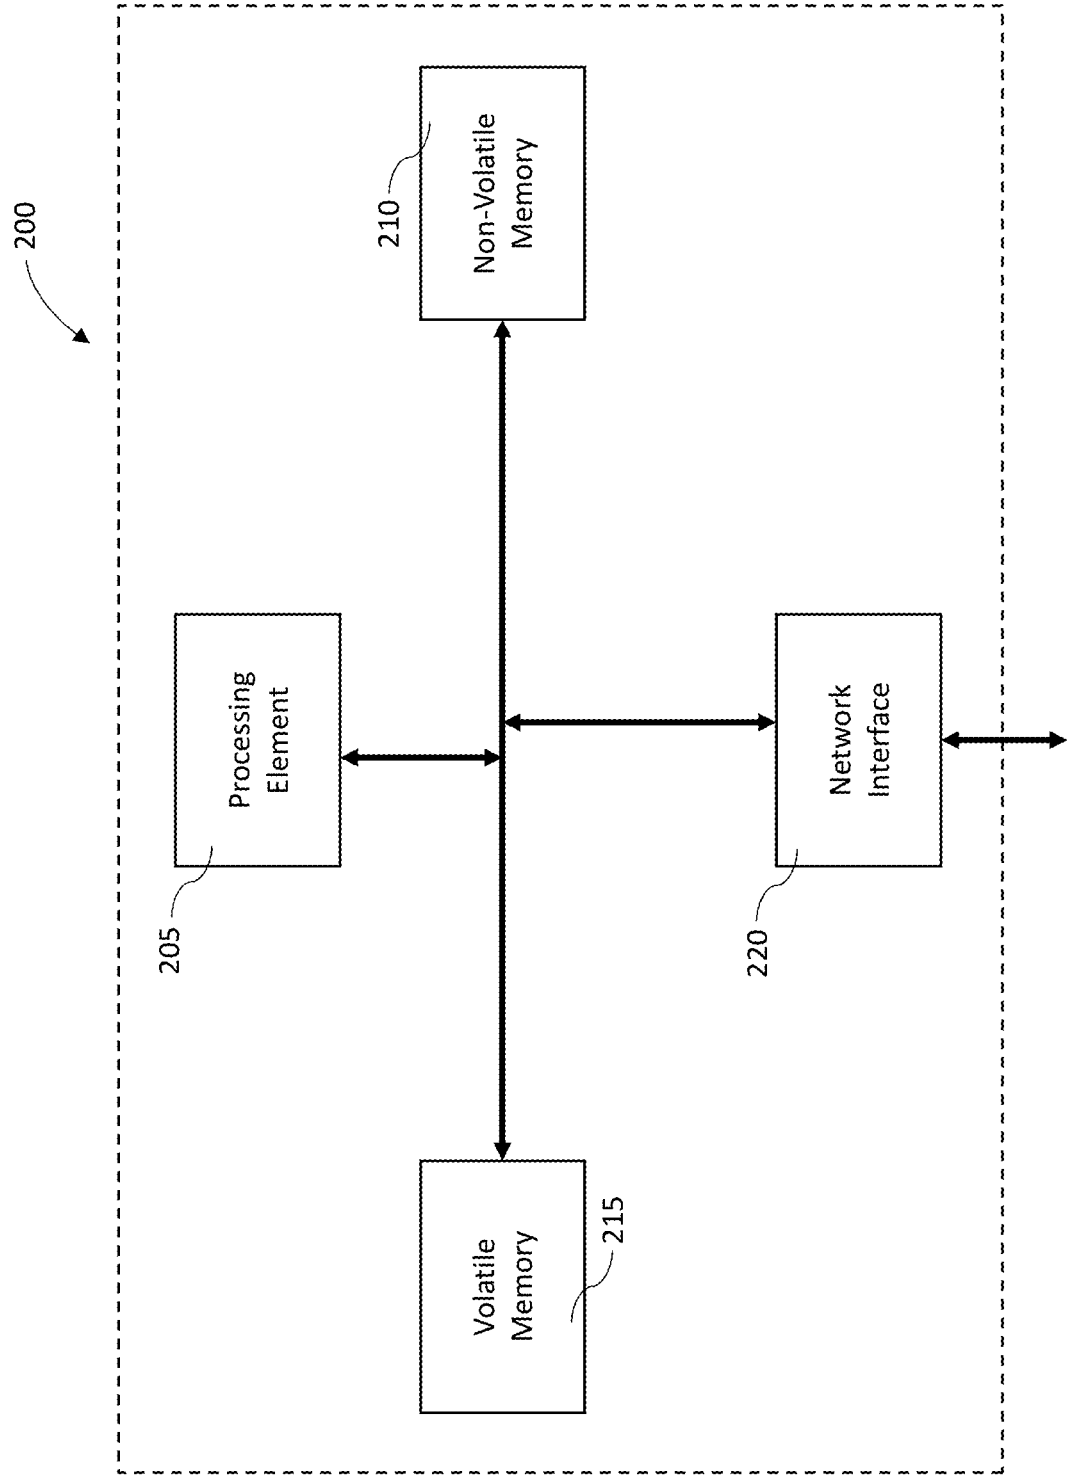 200
Processing
Element
205
Volatile
Memory
215
Non-Volatile
Memory
210
Network
Interface
220